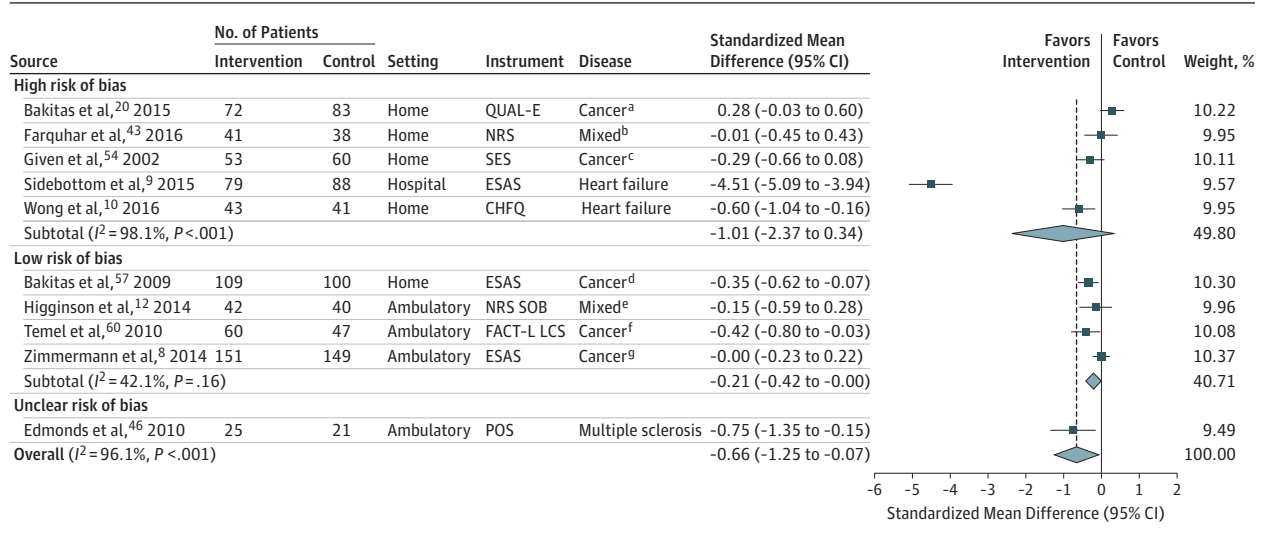 No. of Patients
Source Intervention Control Setting Instrument Disease Standardized Mean Difference (95% CI) Favors Intervention Favors Control Weight, %
High risk of bias
Bakitas et al,20 2015 72 83 Home QUAL-E Cancera 0.28 (-0.03 to 0.60) 10.22
Farquhar et al,43 2016 41 38 Home NRS Mixedb -0.01 (-0.45 to 0.43) 9.95
Given et al,54 2002 53 60 Home SES Cancerc -0.29 (-0.66 to 0.08) 10.11
Sidebottom et al,9 2015 79 88 Hospital ESAS Heart failure -4.51 (-5.09 to -3.94) 9.57
Wong et al,10 2016 43 41 Home CHFQ Heart failure -0.60 (-1.04 to -0.16) 9.95
Subtotal (I2 = 98.1%, P <.001) -1.01 (-2.37 to 0.34) 49.80
Low risk of bias
Bakitas et al,57 2009 109 100 Home ESAS Cancerd -0.35 (-0.62 to -0.07) 10.30
Higginson et al,12 2014 42 40 Ambulatory NRS SOB Mixede -0.15 (-0.59 to 0.28) 9.96
Temel et al,60 2010 60 47 Ambulatory FACT-L LCS Cancerf -0.42 (-0.80 to -0.03) 10.08
Zimmermann et al,8 2014 151 149 Ambulatory ESAS Cancerg -0.00 (-0.23 to 0.22) 10.37
Subtotal (I2 = 42.1%, P = .16) -0.21 (-0.42 to -0.00) 40.71
Unclear risk of bias
Edmonds et al,46 2010 25 21 Ambulatory POS Multiple sclerosis -0.75 (-1.35 to -0.15) 9.49
Overall (I2 = 96.1%, P <.001) -0.66 (-1.25 to -0.07) 100.00
-6 -5 -4 -3 -2 -1 0 1 2
Standardized Mean Difference (95% CI)